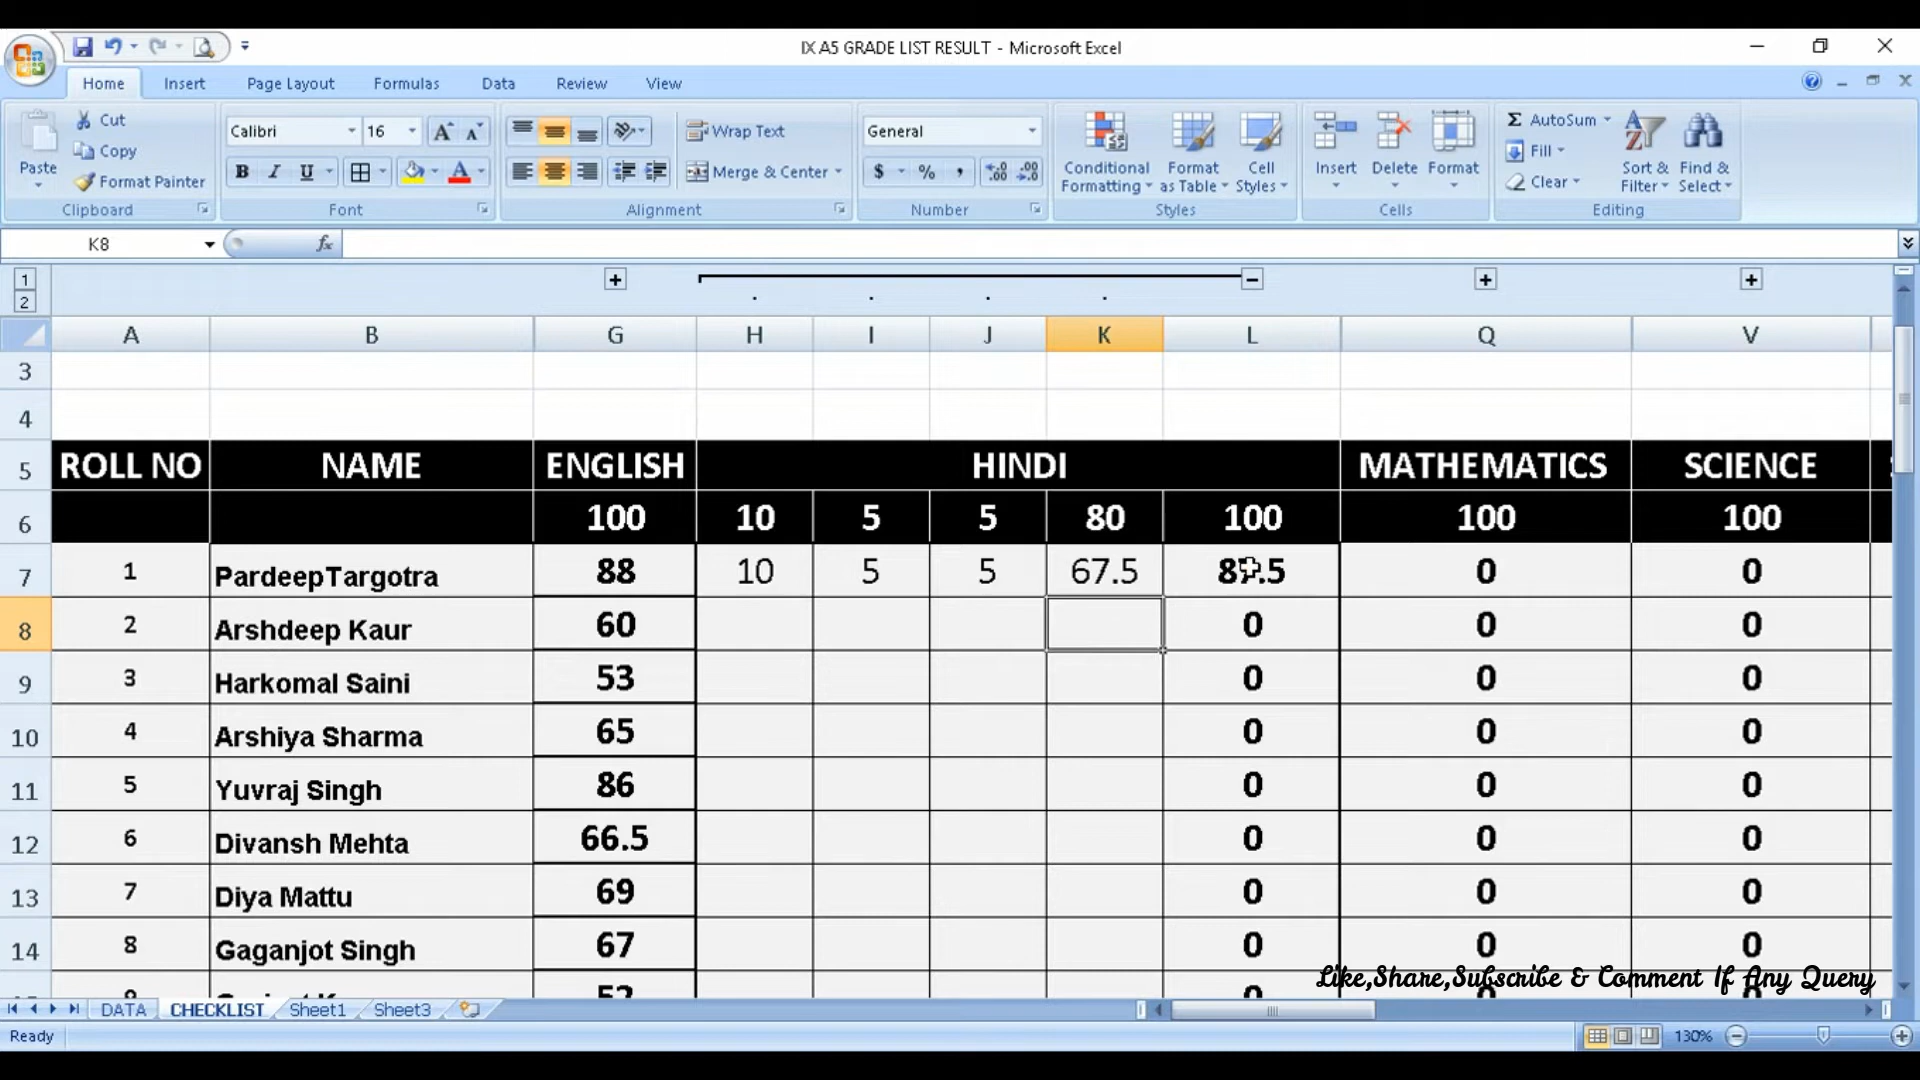 IX A5 GRADE LIST RESULT - Microsoft Excel
Home Insert Page Layout Formulas Data Review View
Paste Cut Copy Format Painter Clipboard
Calibri 16 A A B I U A Font
Wrap Text Merge & Center Alignment
General $ % , .0 .00 .00 .0 Number
Conditional Formatting Format as Table Cell Styles Styles
Insert Delete Format Cells
Σ AutoSum Fill Clear Sort & Filter Find & Select Editing
K8 fx
1
2
A B G H I J K L Q V
3
4
5 ROLL NO NAME ENGLISH HINDI MATHEMATICS SCIENCE
6 100 10 5 5 80 100 100 100
7 1 PardeepTargotra 88 10 5 5 67.5 87.5 0 0
8 2 Arshdeep Kaur 60 0 0 0
9 3 Harkomal Saini 53 0 0 0
10 4 Arshiya Sharma 65 0 0 0
11 5 Yuvraj Singh 86 0 0 0
12 6 Divansh Mehta 66.5 0 0 0
13 7 Diya Mattu 69 0 0 0
14 8 Gaganjot Singh 67 0 0 0
Like,Share,Subscribe & Comment If Any Query
DATA CHECKLIST Sheet1 Sheet3
Ready 130%